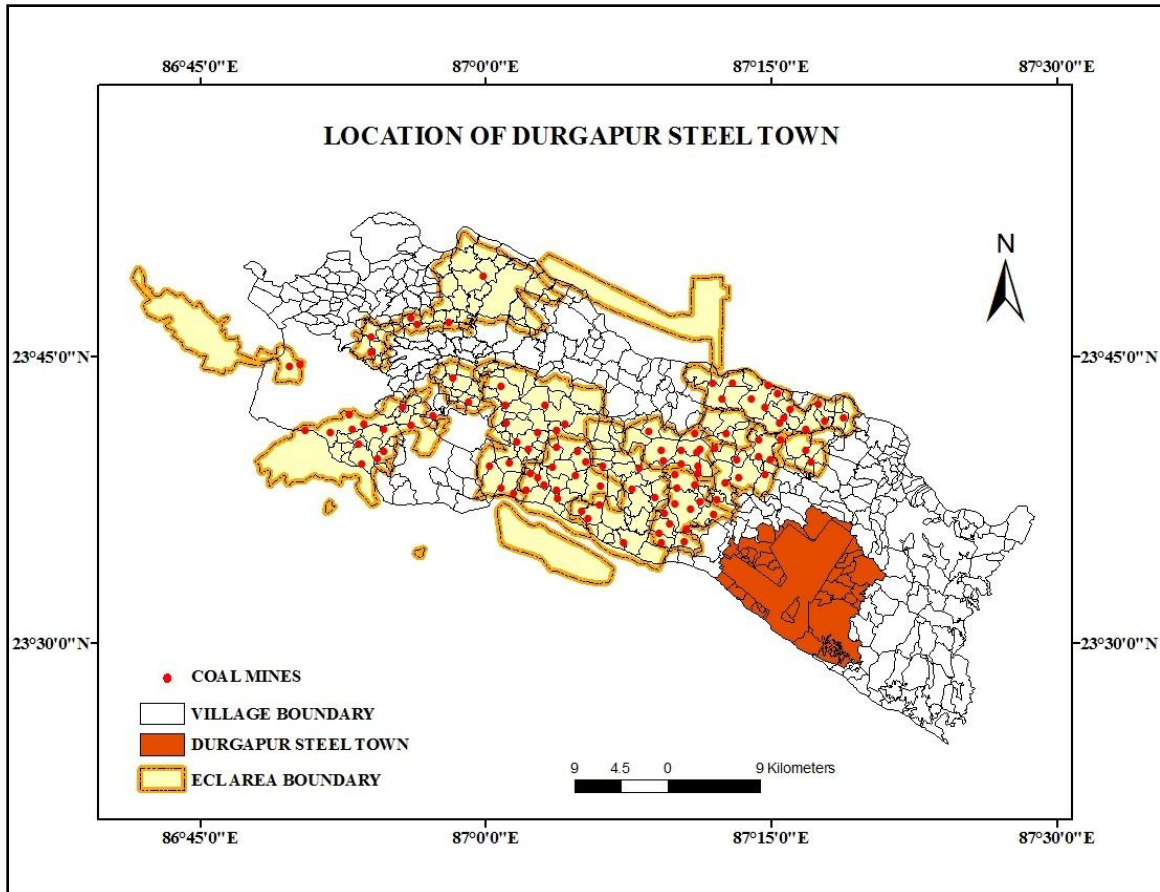 86°45'0"E 87°0'0"E 87°15'0"E 87°30'0"E
LOCATION OF DURGAPUR STEEL TOWN
N
23°45'0"N 23°45'0"N
23°30'0"N 23°30'0"N
COAL MINES
VILLAGE BOUNDARY
DURGAPUR STEEL TOWN
ECL AREA BOUNDARY
9 4.5 0 9 Kilometers
86°45'0"E 87°0'0"E 87°15'0"E 87°30'0"E